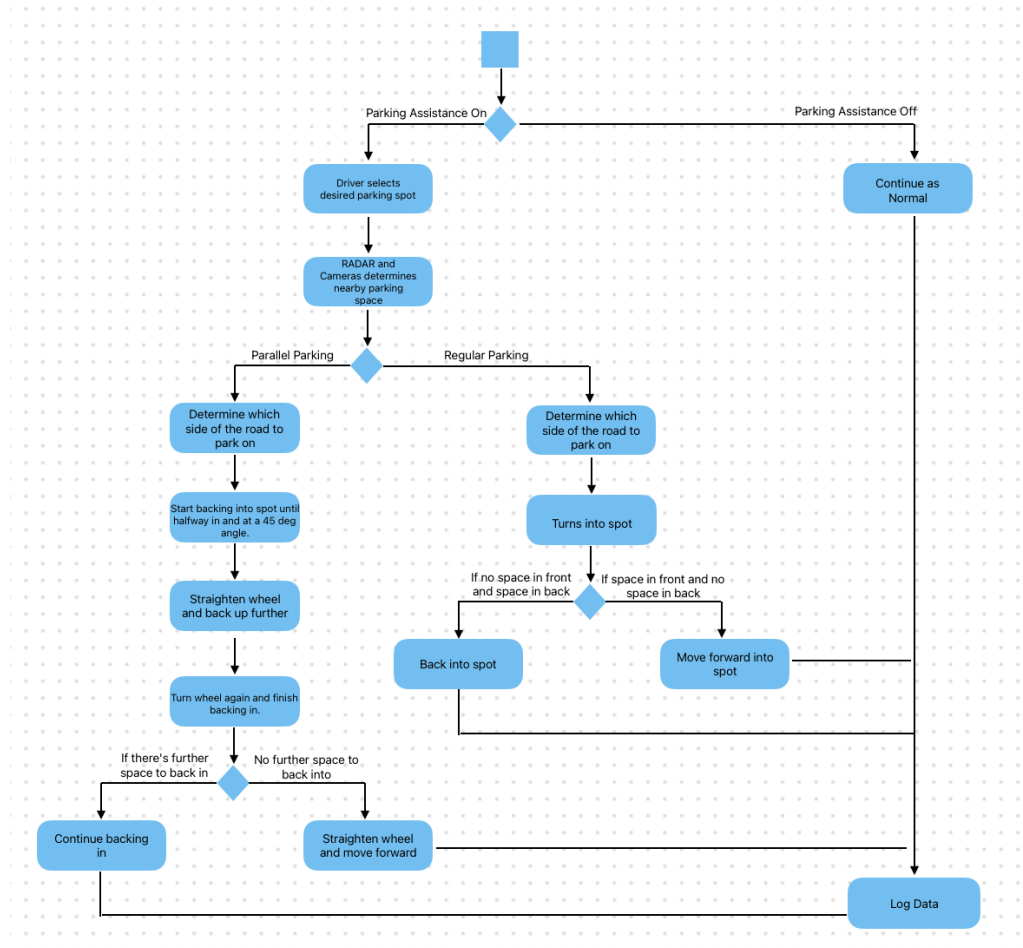 Parking Assistance On
Parking Assistance Off
Driver selects
desired parking spot
Continue as
Normal
RADAR and
Cameras determines
nearby parking
space
Parallel Parking
Regular Parking
Determine which
side of the road to
park on
Determine which
side of the road to
park on
Start backing into spot until
halfway in and at a 45 deg
angle.
Turns into spot
If no space in front
and space in back
If space in front and no
space in back
Straighten wheel
and back up further
Back into spot
Move forward into
spot
Turn wheel again and finish
backing in.
If there's further
space to back in
No further space to
back into
Continue backing
in
Straighten wheel
and move forward
Log Data